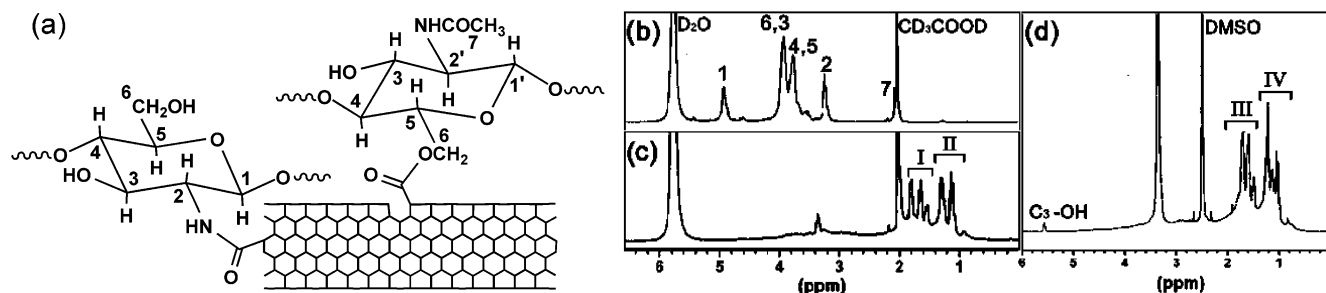 (a)
NHCOCH₃
7
H
2'
HO
3
H
1'
O
O
4
H
H
O
5
6
6
CH₂OH
H
O
CH₂
O
5
O
H
O
4
H
1
O
HO
3
2
H
H
HN
O
(b)
D₂O
6,3
4,5
1
2
7
CD₃COOD
(c)
I
II
6 5 4 3 2 1
(ppm)
(d)
DMSO
IV
III
C₃-OH
6 5 4 3 2 1
(ppm)